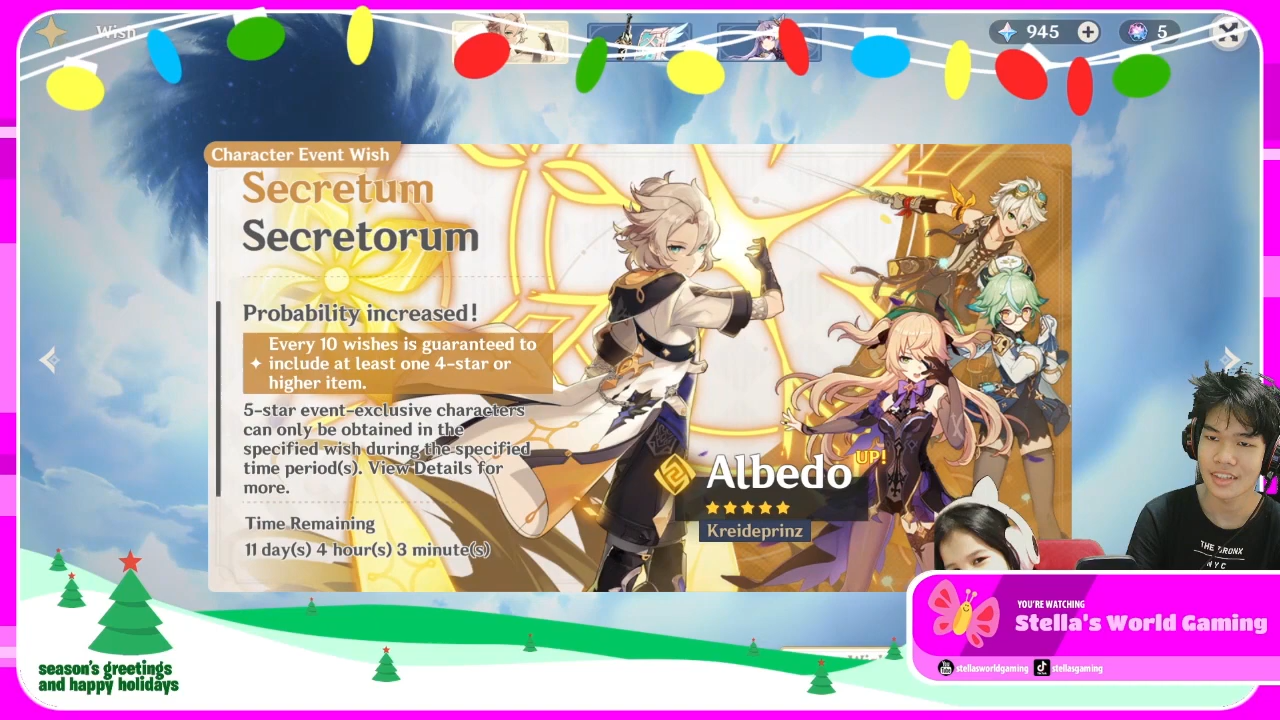 Wish
945
5
Character Event Wish
Secretum
Secretorum
Probability increased!
Every 10 wishes is guaranteed to
include at least one 4-star or
higher item.
5-star event-exclusive characters
can only be obtained in the
specified wish during the specified
time period(s). View Details for
more.
Time Remaining
11 day(s) 4 hour(s) 3 minute(s)
Albedo
UP!
Kreideprinz
THE BRONX
NYC
YOU'RE WATCHING
Stella's World Gaming
stellasworldgaming
stellasgaming
season's greetings
and happy holidays